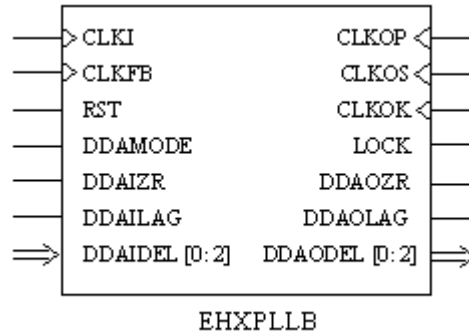 CLKI CLKOP
CLKFB CLKOS
RST CLKOK
DDAMODE LOCK
DDAIZR DDAOZR
DDAILAG DDAOLAG
DDAIDEL [0:2] DDAODEL [0:2]
EHXPLLB